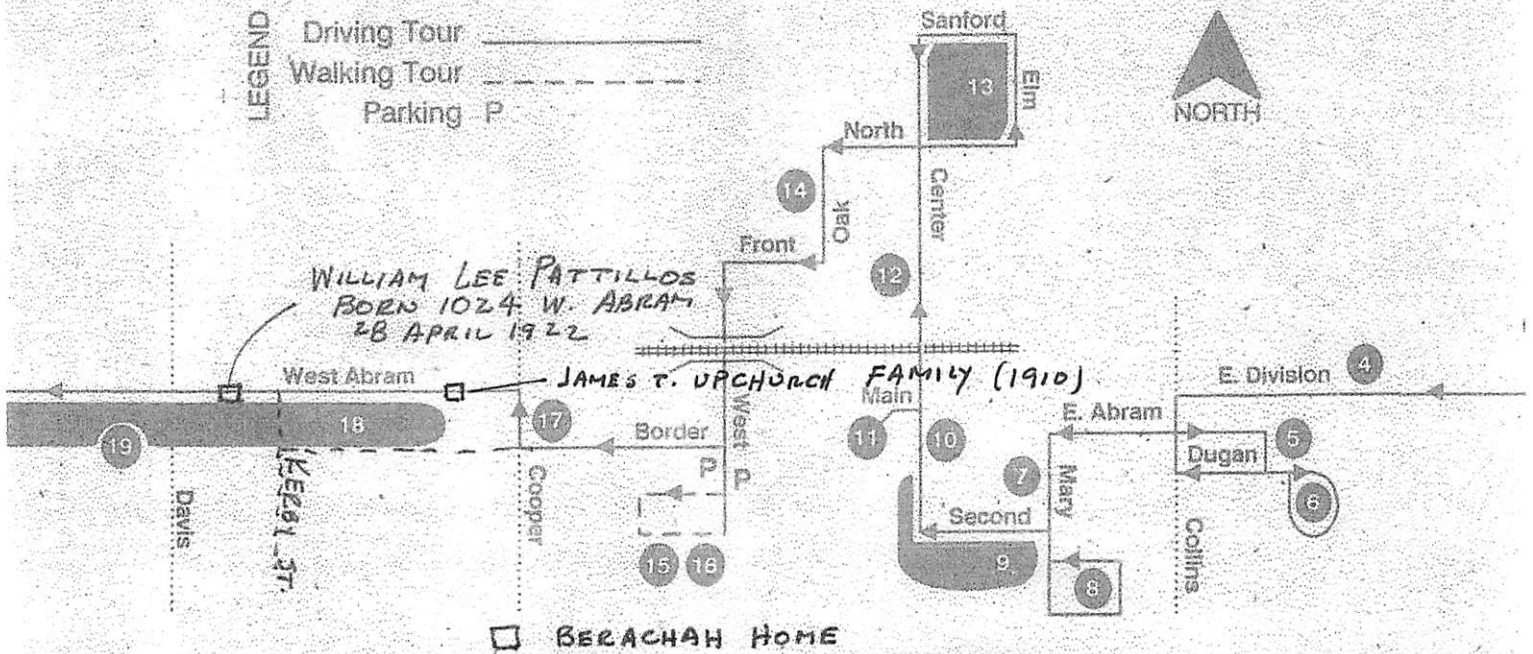 LEGEND
Driving Tour
Walking Tour
Parking P
Sanford
13
Elm
NORTH
North
Center
14
Oak
Front
12
WILLIAM LEE PATTILLOS
BORN 1024 W. ABRAM
28 APRIL 1922
West Abram
JAMES T. UPCHURCH FAMILY (1910)
E. Division
4
Main
West
E. Abram
19
18
17
Border
11
10
5
Dugan
P P
7
Mary
6
Davis
KERBY ST.
Cooper
Second
Collins
15
16
9
8
BERACHAH HOME